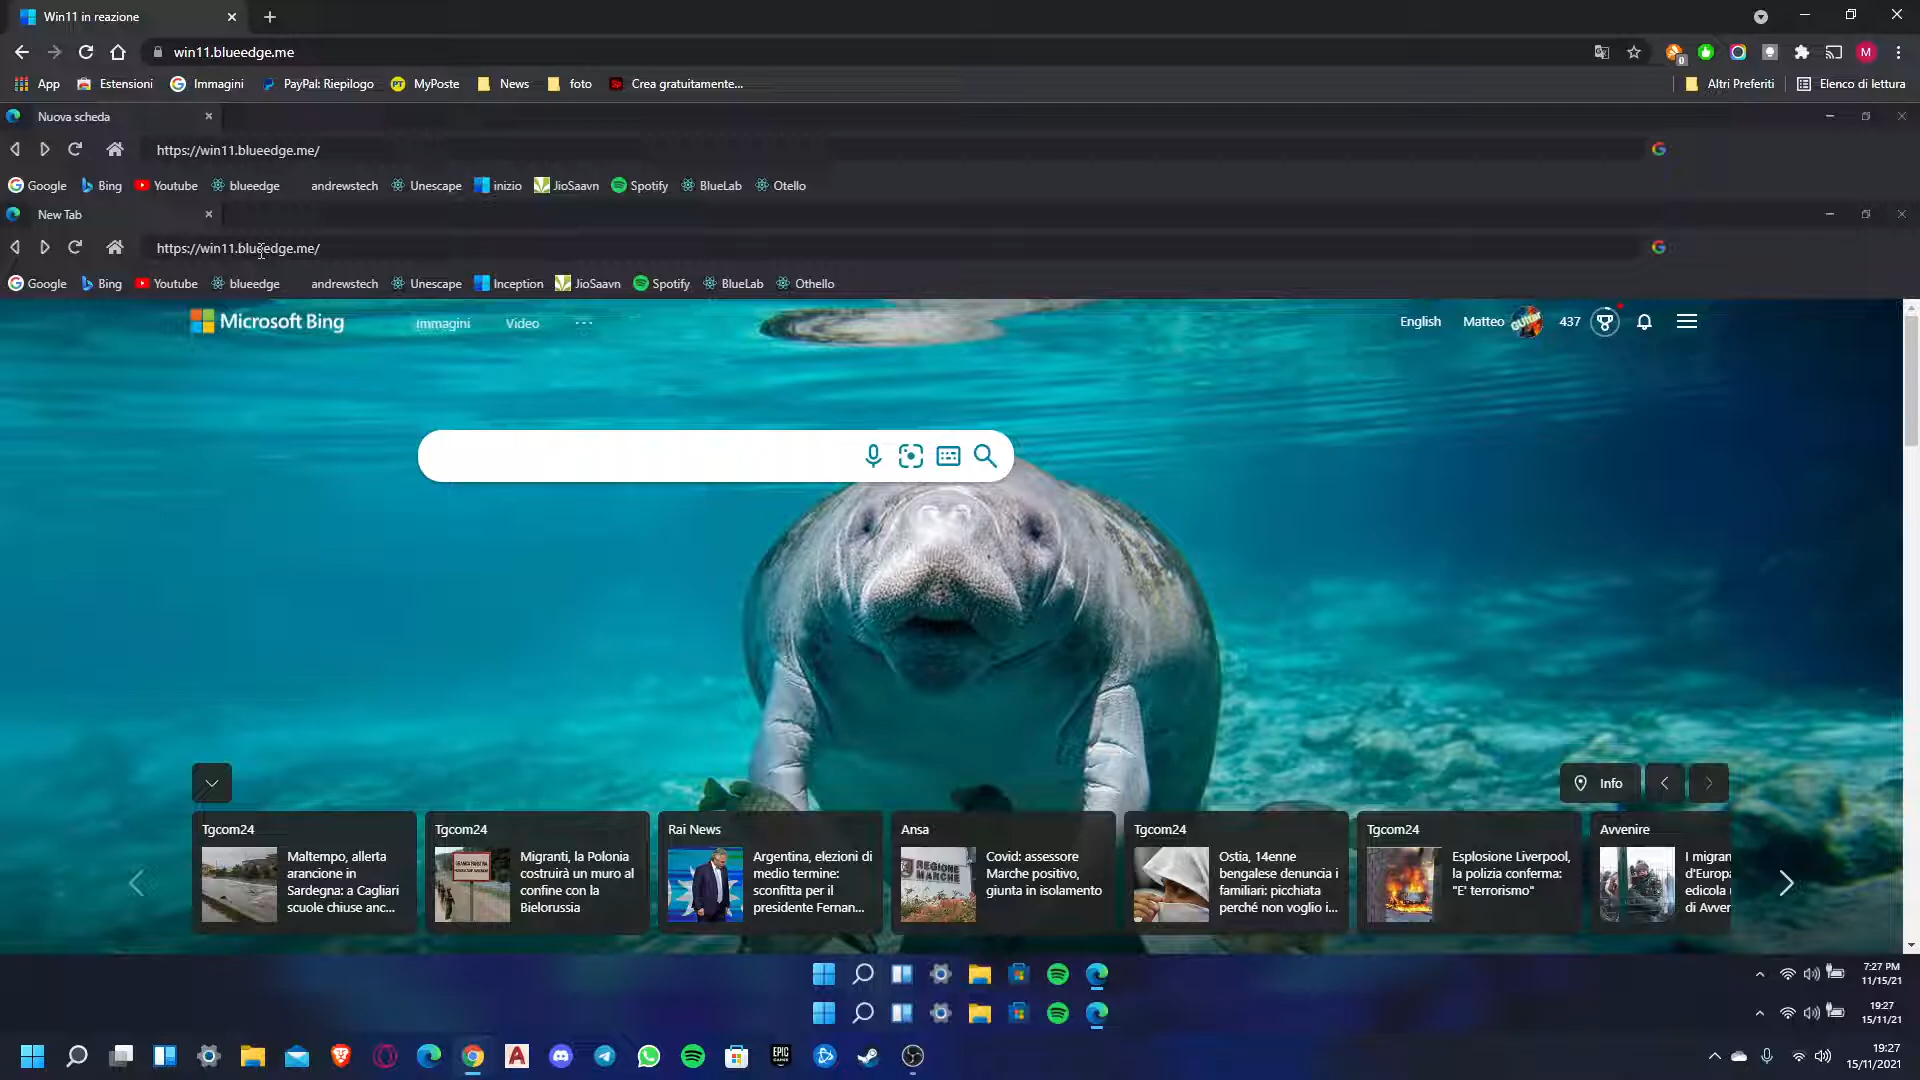 Win11 in reazione
win11.blueedge.me
App Estensioni Immagini PayPal: Riepilogo MyPoste News foto Crea gratuitamente... Altri Preferiti Elenco di lettura
Nuova scheda
https://win11.blueedge.me/
Google Bing Youtube blueedge andrewstech Unescape inizio JioSaavn Spotify BlueLab Otello
New Tab
https://win11.blueedge.me/
Google Bing Youtube blueedge andrewstech Unescape Inception JioSaavn Spotify BlueLab Othello
Microsoft Bing Immagini Video ... English Matteo 437
Info
Tgcom24
Maltempo, allerta
arancione in
Sardegna: a Cagliari
scuole chiuse anc...
Tgcom24
Migranti, la Polonia
costruirà un muro al
confine con la
Bielorussia
Rai News
Argentina, elezioni di
medio termine:
sconfitta per il
presidente Fernan...
Ansa
REGIONE
MARCHE
Covid: assessore
Marche positivo,
giunta in isolamento
Tgcom24
Ostia, 14enne
bengalese denuncia i
familiari: picchiata
perché non voglio i...
Tgcom24
Esplosione Liverpool,
la polizia conferma:
"E' terrorismo"
Avvenire
I migran
d'Europa
edicola
di Avver
7:27 PM
11/15/21
19:27
15/11/21
19:27
15/11/2021